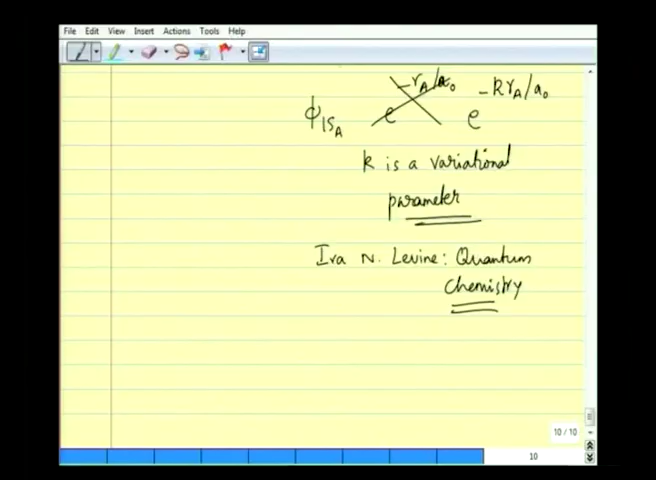 File Edit View Insert Actions Tools Help
ϕ1sA e^-rA/a0 e^-krA/a0
k is a variational
parameter
Ira N. Levine: Quantum
Chemistry
10 / 10
10